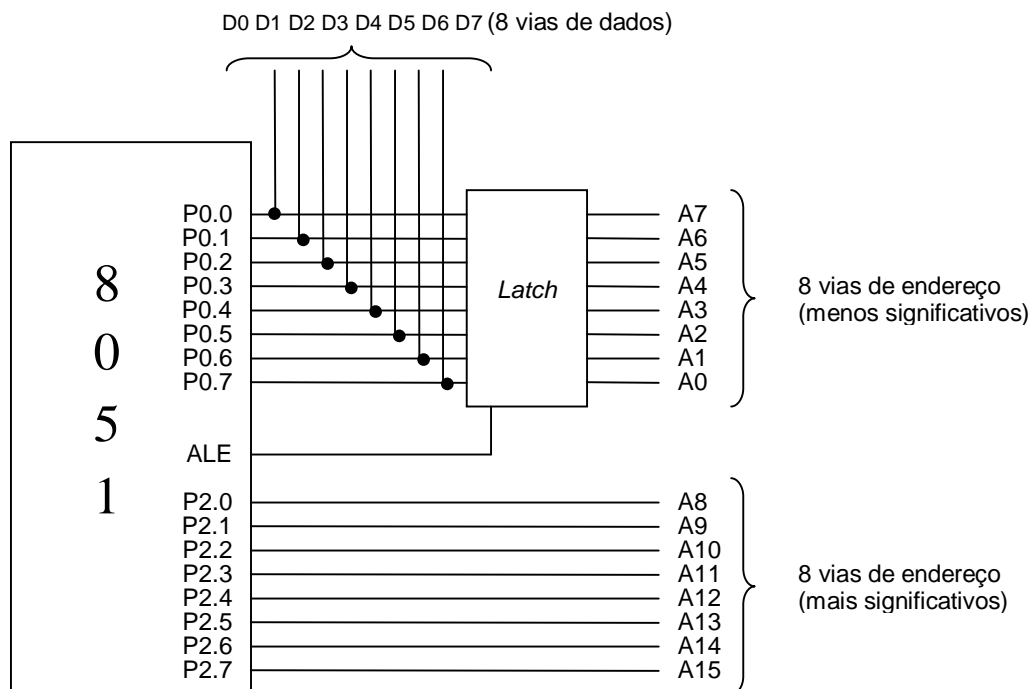 D0 D1 D2 D3 D4 D5 D6 D7 (8 vias de dados)
P0.0
P0.1
P0.2
P0.3
P0.4
P0.5
P0.6
P0.7
ALE
P2.0
P2.1
P2.2
P2.3
P2.4
P2.5
P2.6
P2.7
8
0
5
1
Latch
A7
A6
A5
A4
A3
A2
A1
A0
8 vias de endereço
(menos significativos)
A8
A9
A10
A11
A12
A13
A14
A15
8 vias de endereço
(mais significativos)